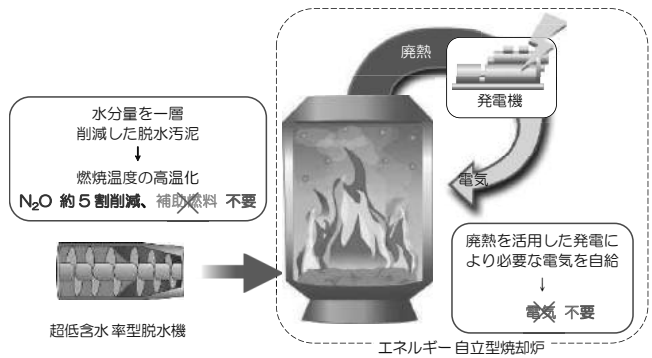 廃熱
発電機
電気
水分量を一層
削減した脱水汚泥
↓
燃焼温度の高温化
N₂O 約5割削減、補助燃料 不要
超低含水率型脱水機
廃熱を活用した発電に
より必要な電気を自給
↓
電気 不要
エネルギー自立型焼却炉